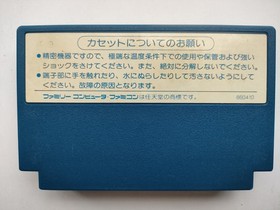 カセットについてのお願い
●精密機器ですので、極端な温度条件下での使用や保管および強い
ショックをさけてください。また、絶対に分解しないでください。
●端子部に手を触れたり、水にぬらしたりして汚さないようにして
ください。故障の原因となります。
ファミリーコンピュータ・ファミコンは任天堂の商標です。